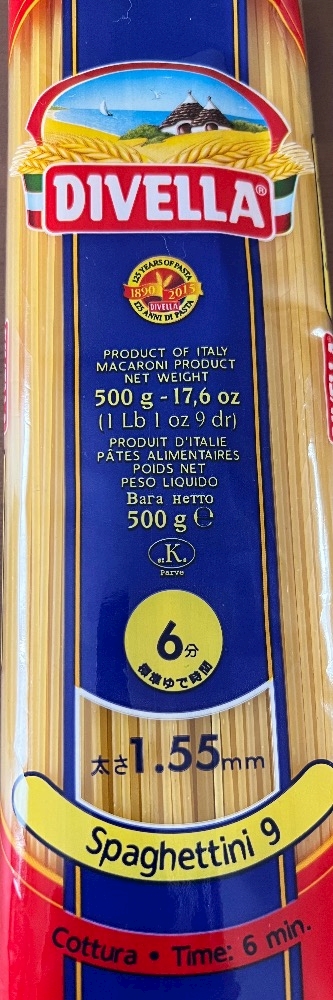 DIVELLA®
125 YEARS OF PASTA
1890 2015
DIVELLA
125 ANNI DI PASTA
PRODUCT OF ITALY
MACARONI PRODUCT
NET WEIGHT
500 g - 17,6 oz
(1 Lb 1 oz 9 dr)
PRODUIT D'ITALIE
PÂTES ALIMENTAIRES
POIDS NET
PESO LIQUIDO
Вага нетто
500 g ℮
K
Parve
6分
標準ゆで時間
太さ1.55mm
Spaghettini 9
Cottura • Time: 6 min.